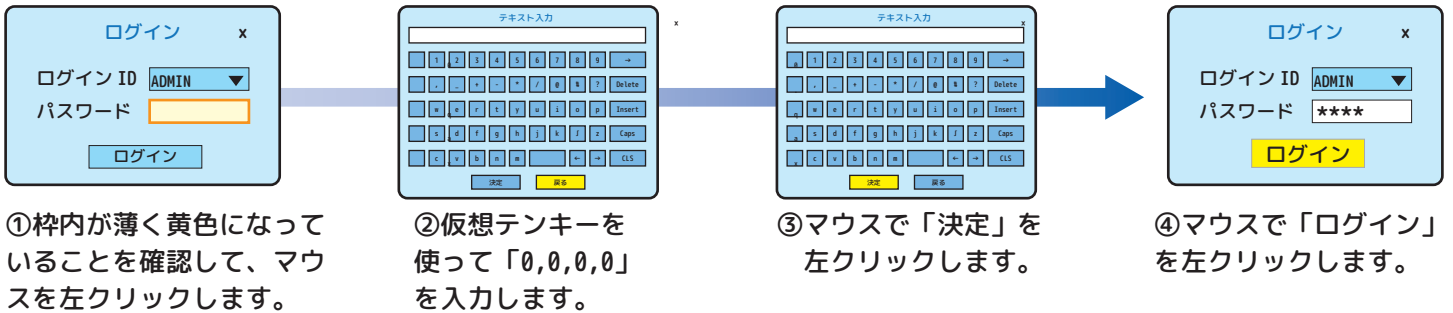 ログイン x
ログイン ID ADMIN
パスワード
ログイン
テキスト入力 x
0 1 2 3 4 5 6 7 8 9 →
. _ + - * / @ % ? Delete
q w e r t y u i o p Insert
a s d f g h j k J z Caps
x c v b n m ← → CLS
決定 戻る
テキスト入力 x
0 1 2 3 4 5 6 7 8 9 →
. _ + - * / @ % ? Delete
q w e r t y u i o p Insert
a s d f g h j k J z Caps
x c v b n m ← → CLS
決定 戻る
ログイン x
ログイン ID ADMIN
パスワード ****
ログイン
①枠内が薄く黄色になって
いることを確認して、マウ
スを左クリックします。
②仮想テンキーを
使って「0,0,0,0」
を入力します。
③マウスで「決定」を
左クリックします。
④マウスで「ログイン」
を左クリックします。